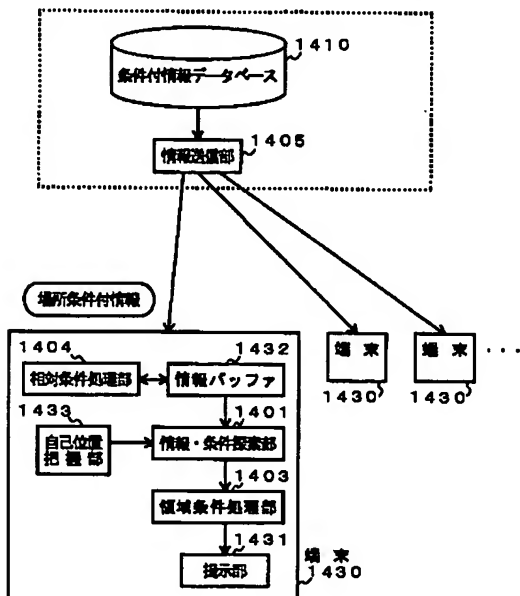 1410
条件付情報データベース
1405
情報送信部
場所条件付情報
1404
1432
相対条件処理部
情報バッファ
端末
端末
・・・
1433
1401
1430
1430
自己位置
把握部
情報・条件探索部
1403
領域条件処理部
1431
提示部
端末
1430